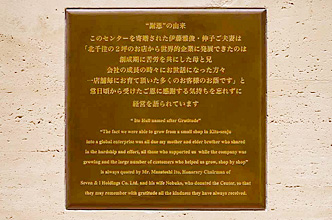 “謝恩”の由来
このセンターを寄贈された伊藤雅俊・伸子ご夫妻は
「北千住の2坪のお店から世界的企業に発展できたのは
創成期に苦労を共にした母と兄
会社の成長の時々にお世話になった方々
一店舗毎にお育て頂いた多くのお客様のお蔭です」と
常日頃から受けたご恩に感謝する気持ちを忘れずに
経営を語られています
" Ito Hall named after Gratitude"
"The fact we were able to grow from a small shop in Kita-senju
into a global enterprise was all due my mother and elder brother who shared
in the hardship and efforts, all those who supported us while the company was
growing and the large number of customers who helped us grow, shop by shop"
is always quoted by Mr. Masatoshi Ito, Honorary Chairman of
Seven & i Holdings Co. Ltd. and his wife Nobuko, who donated the Center, so that
they may remember with gratitude all the kindness they have always received.